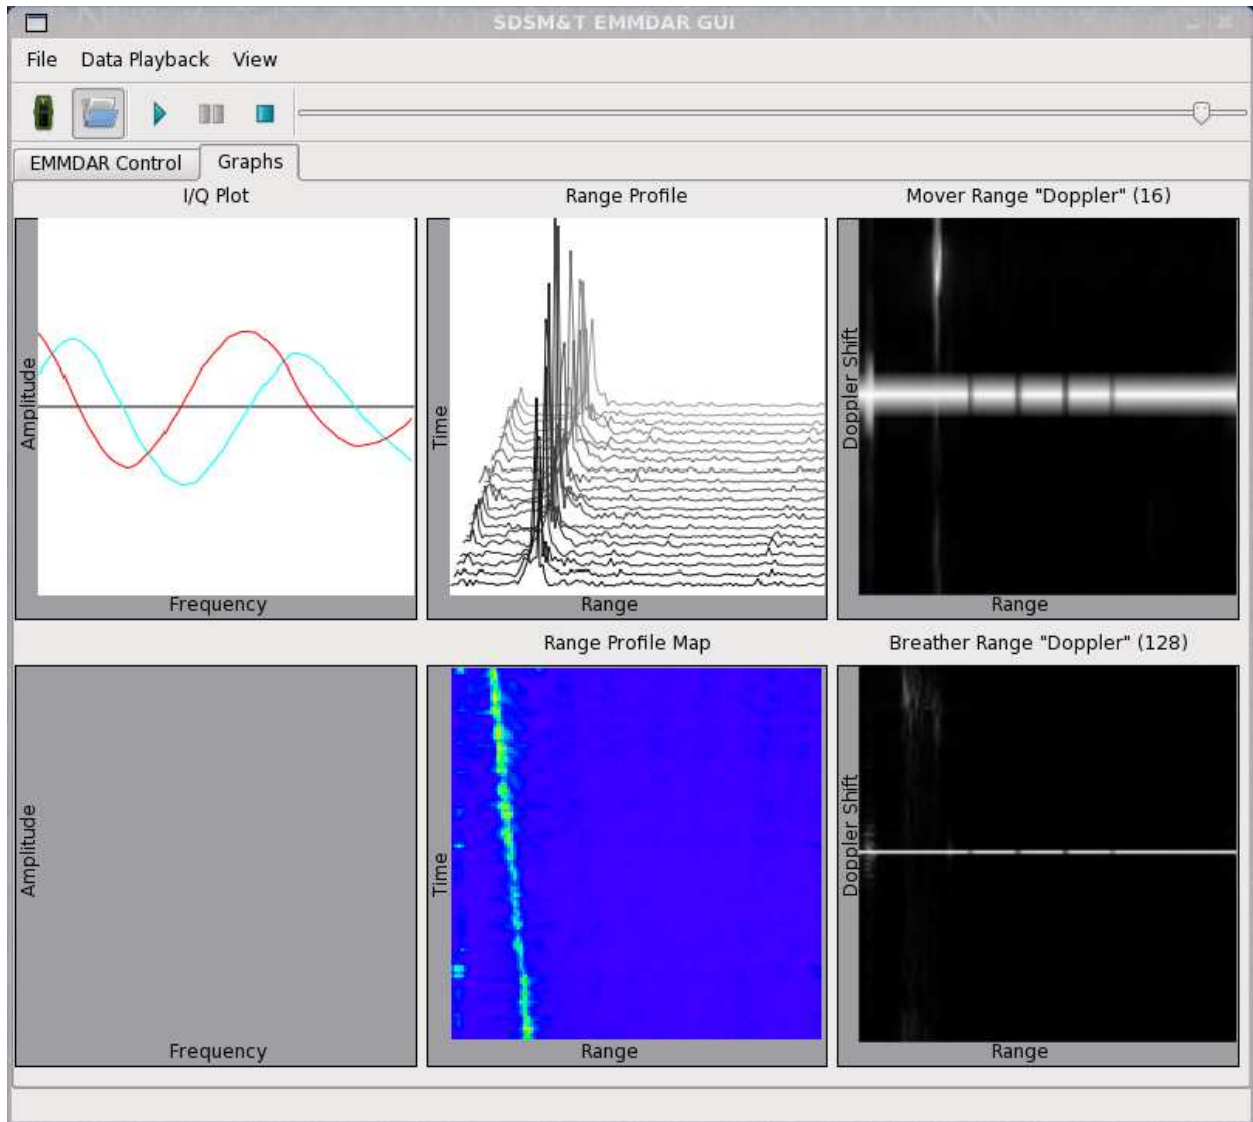 SDSM&T EMMDAR GUI
File Data Playback View
EMMDAR Control Graphs
I/Q Plot
Amplitude
Frequency
Range Profile
Time
Range
Mover Range "Doppler" (16)
Doppler Shift
Range
Amplitude
Frequency
Range Profile Map
Time
Range
Breather Range "Doppler" (128)
Doppler Shift
Range